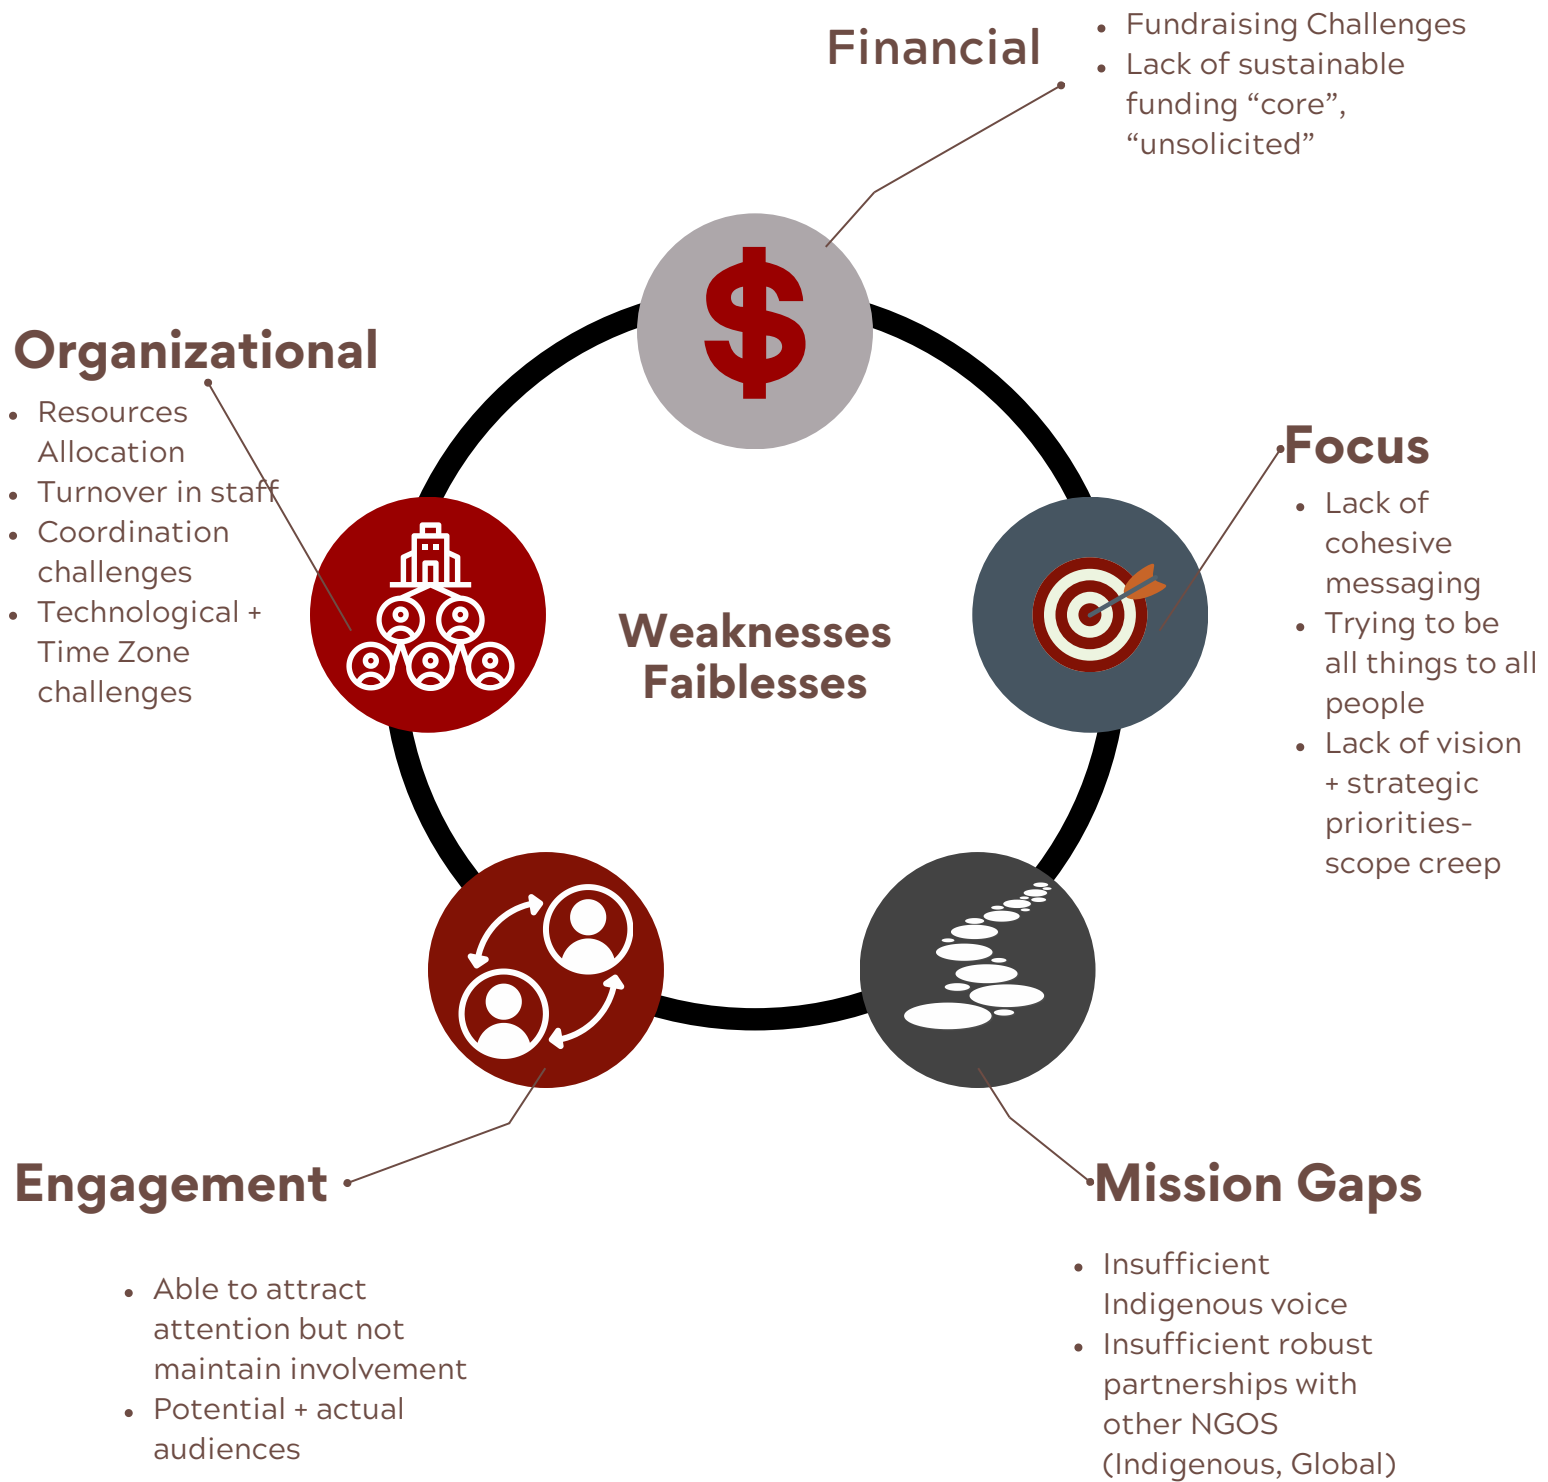 Financial
• Fundraising Challenges
• Lack of sustainable
funding “core”,
“unsolicited”
Organizational
• Resources
Allocation
• Turnover in staff
• Coordination
challenges
• Technological +
Time Zone
challenges
Weaknesses
Faiblesses
Focus
• Lack of
cohesive
messaging
• Trying to be
all things to all
people
• Lack of vision
+ strategic
priorities-
scope creep
Engagement
• Able to attract
attention but not
maintain involvement
• Potential + actual
audiences
Mission Gaps
• Insufficient
Indigenous voice
• Insufficient robust
partnerships with
other NGOS
(Indigenous, Global)